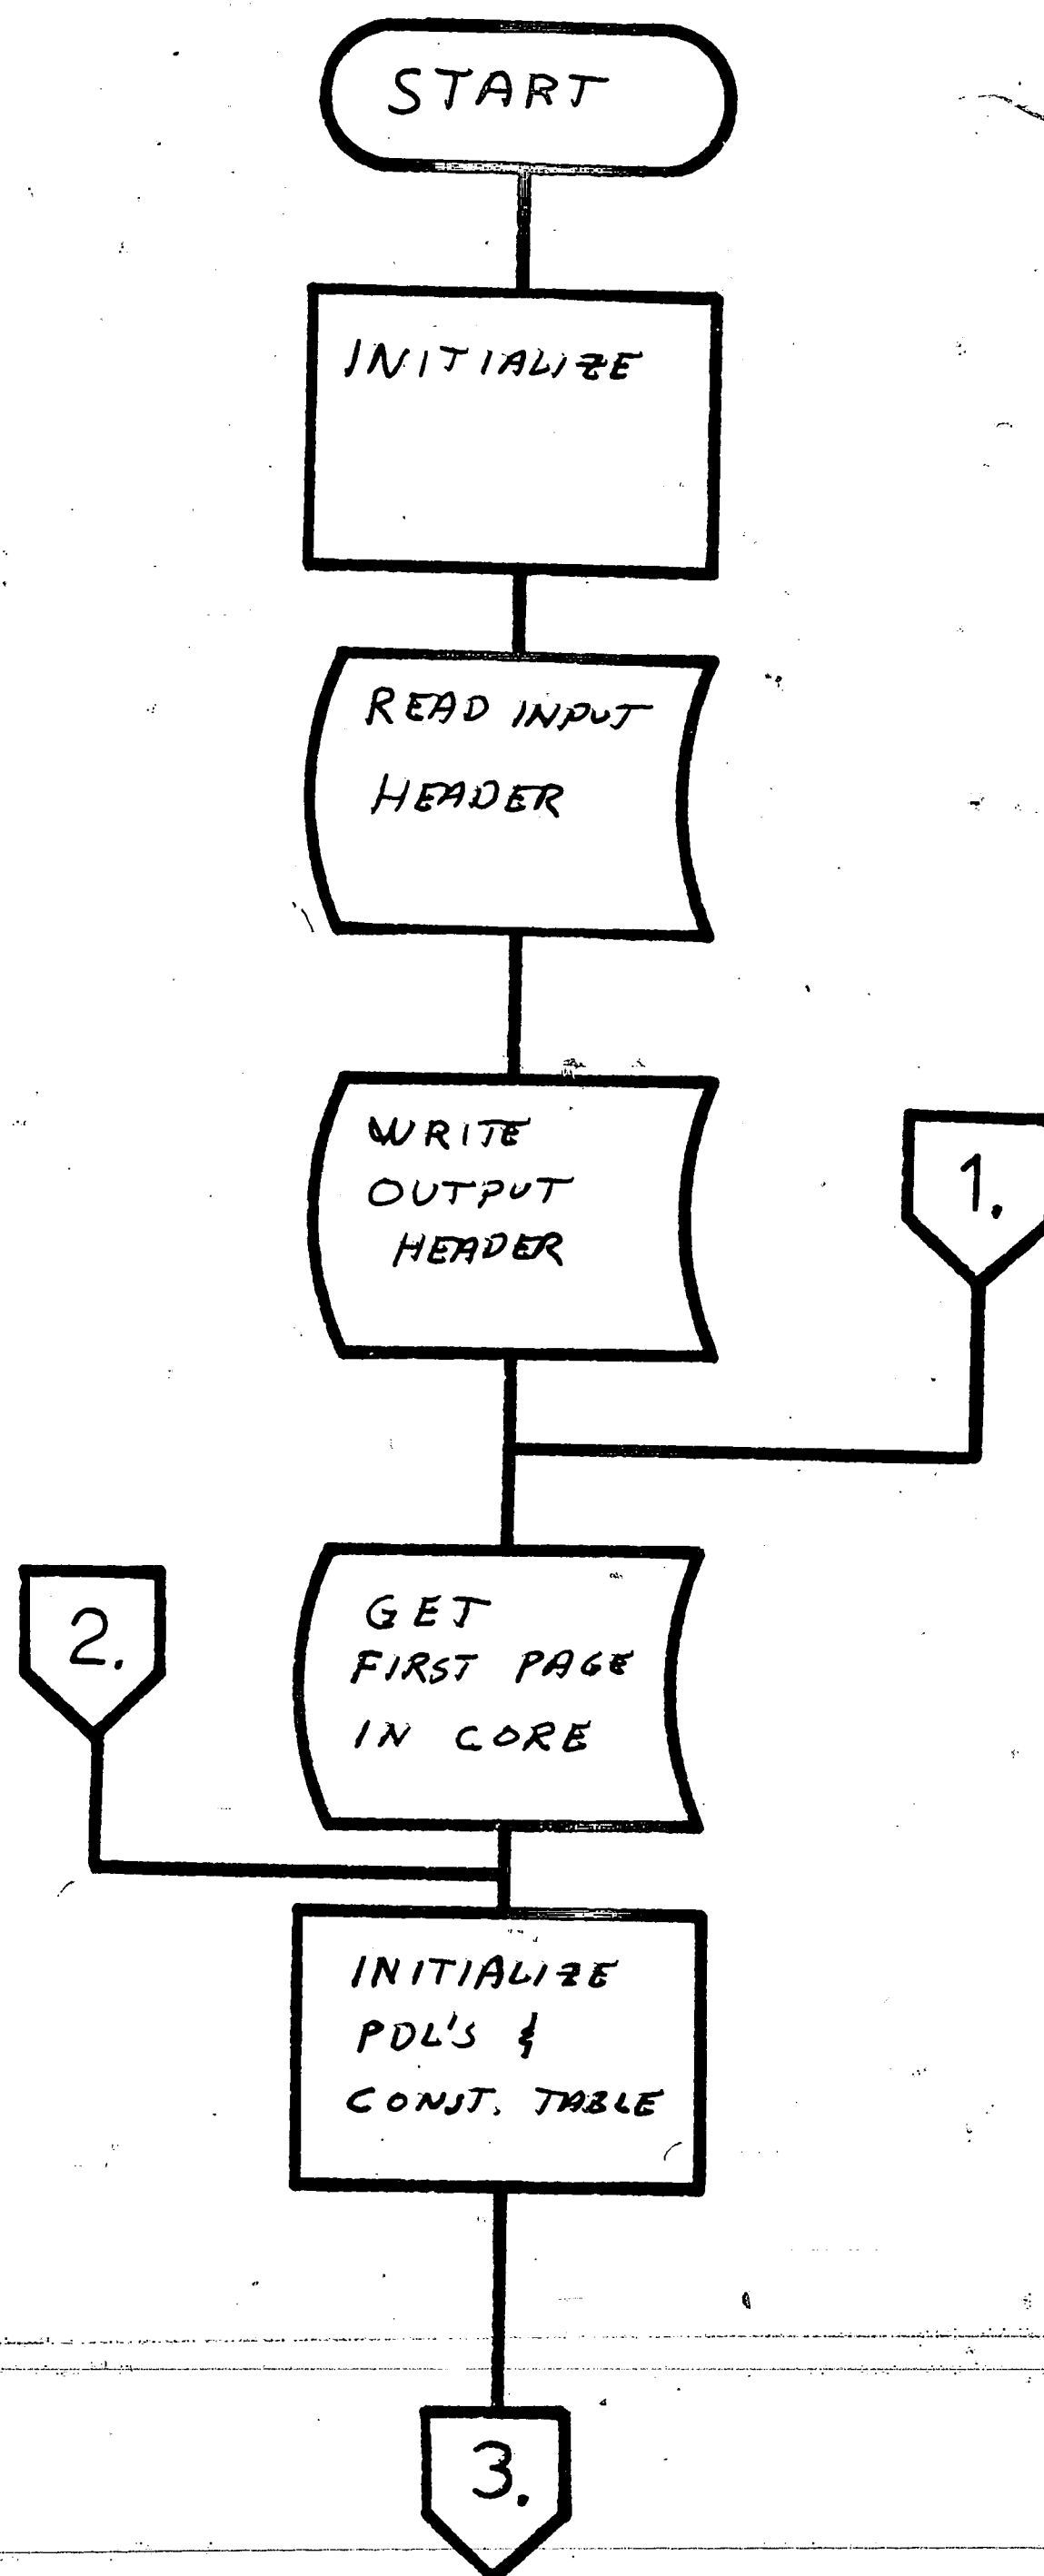 START
INITIALIZE
READ INPUT
HEADER
WRITE
OUTPUT
HEADER
1.
GET
FIRST PAGE
IN CORE
2.
INITIALIZE
PDL'S &
CONST. TABLE
3.